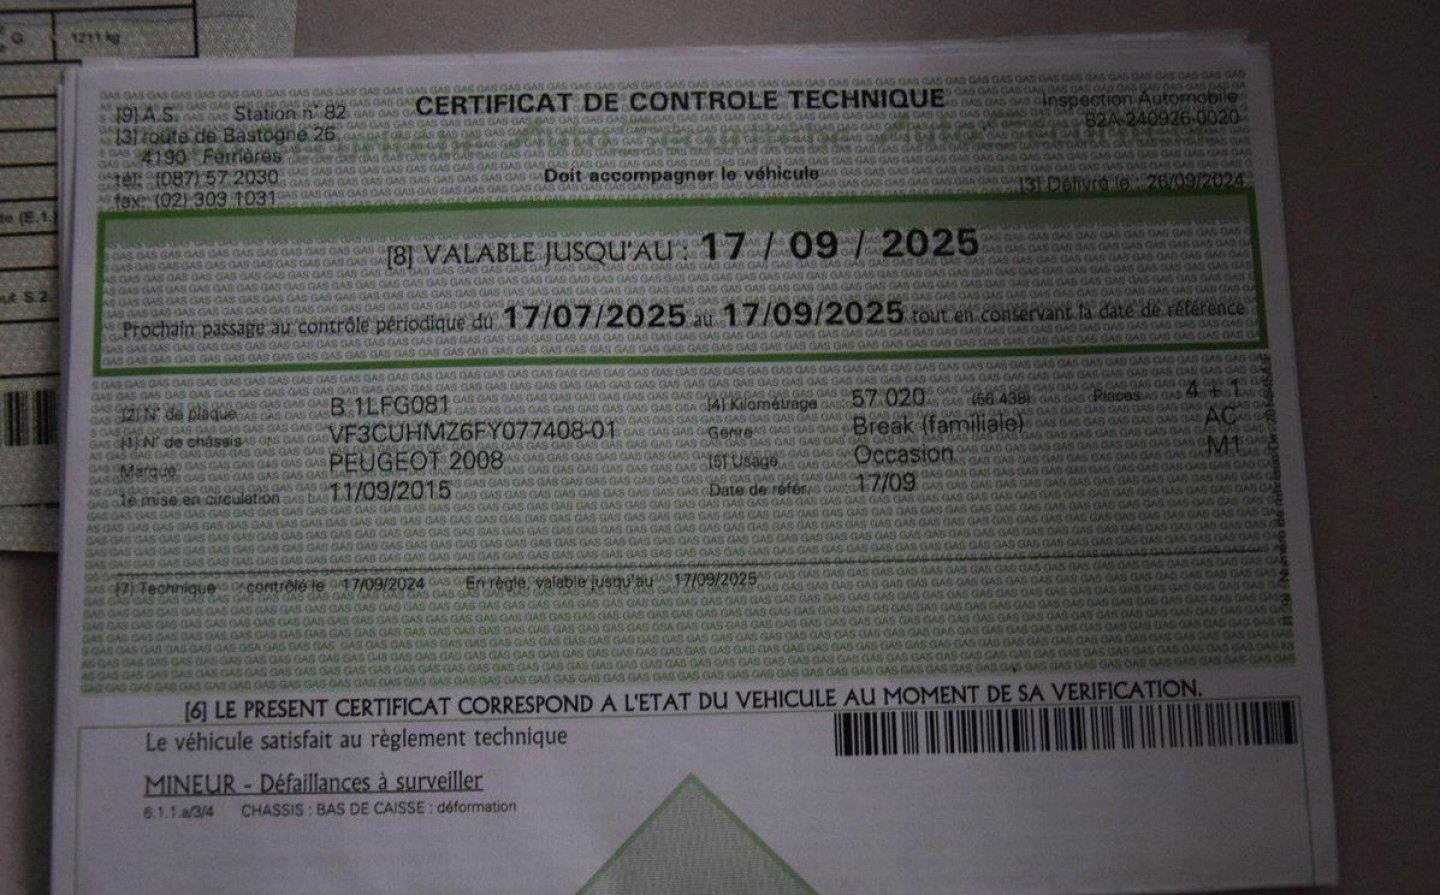 G 1211 kg
(E.1.
S.2.
[9] A.S. Station n° 82
[3] route de Bastogne 26
4190 Ferrières
tél: (087) 57 2030
fax: (02) 303 1031
CERTIFICAT DE CONTROLE TECHNIQUE
Doit accompagner le véhicule
Inspection Automobile
82A-240926-0020
[3] Délivré le : 26/09/2024
[8] VALABLE JUSQU'AU : 17 / 09 / 2025
Prochain passage au contrôle périodique du 17/07/2025 au 17/09/2025 tout en conservant la date de référence
[2] N° de plaque : B 1LFG081
[1] N° de châssis : VF3CUHMZ6FY077408-01
Marque : PEUGEOT 2008
1è mise en circulation : 11/09/2015
[4] Kilométrage : 57 020 (56 438) Places 4 + 1
Genre : Break (familiale) AC
[5] Usage : Occasion M1
Date de référ. : 17/09
[7] Technique : contrôlé le 17/09/2024 En règle, valable jusqu'au 17/09/2025
[6] LE PRESENT CERTIFICAT CORRESPOND A L'ETAT DU VEHICULE AU MOMENT DE SA VERIFICATION.
Le véhicule satisfait au règlement technique
MINEUR - Défaillances à surveiller
6.1.1.a/3/4 CHASSIS : BAS DE CAISSE : déformation